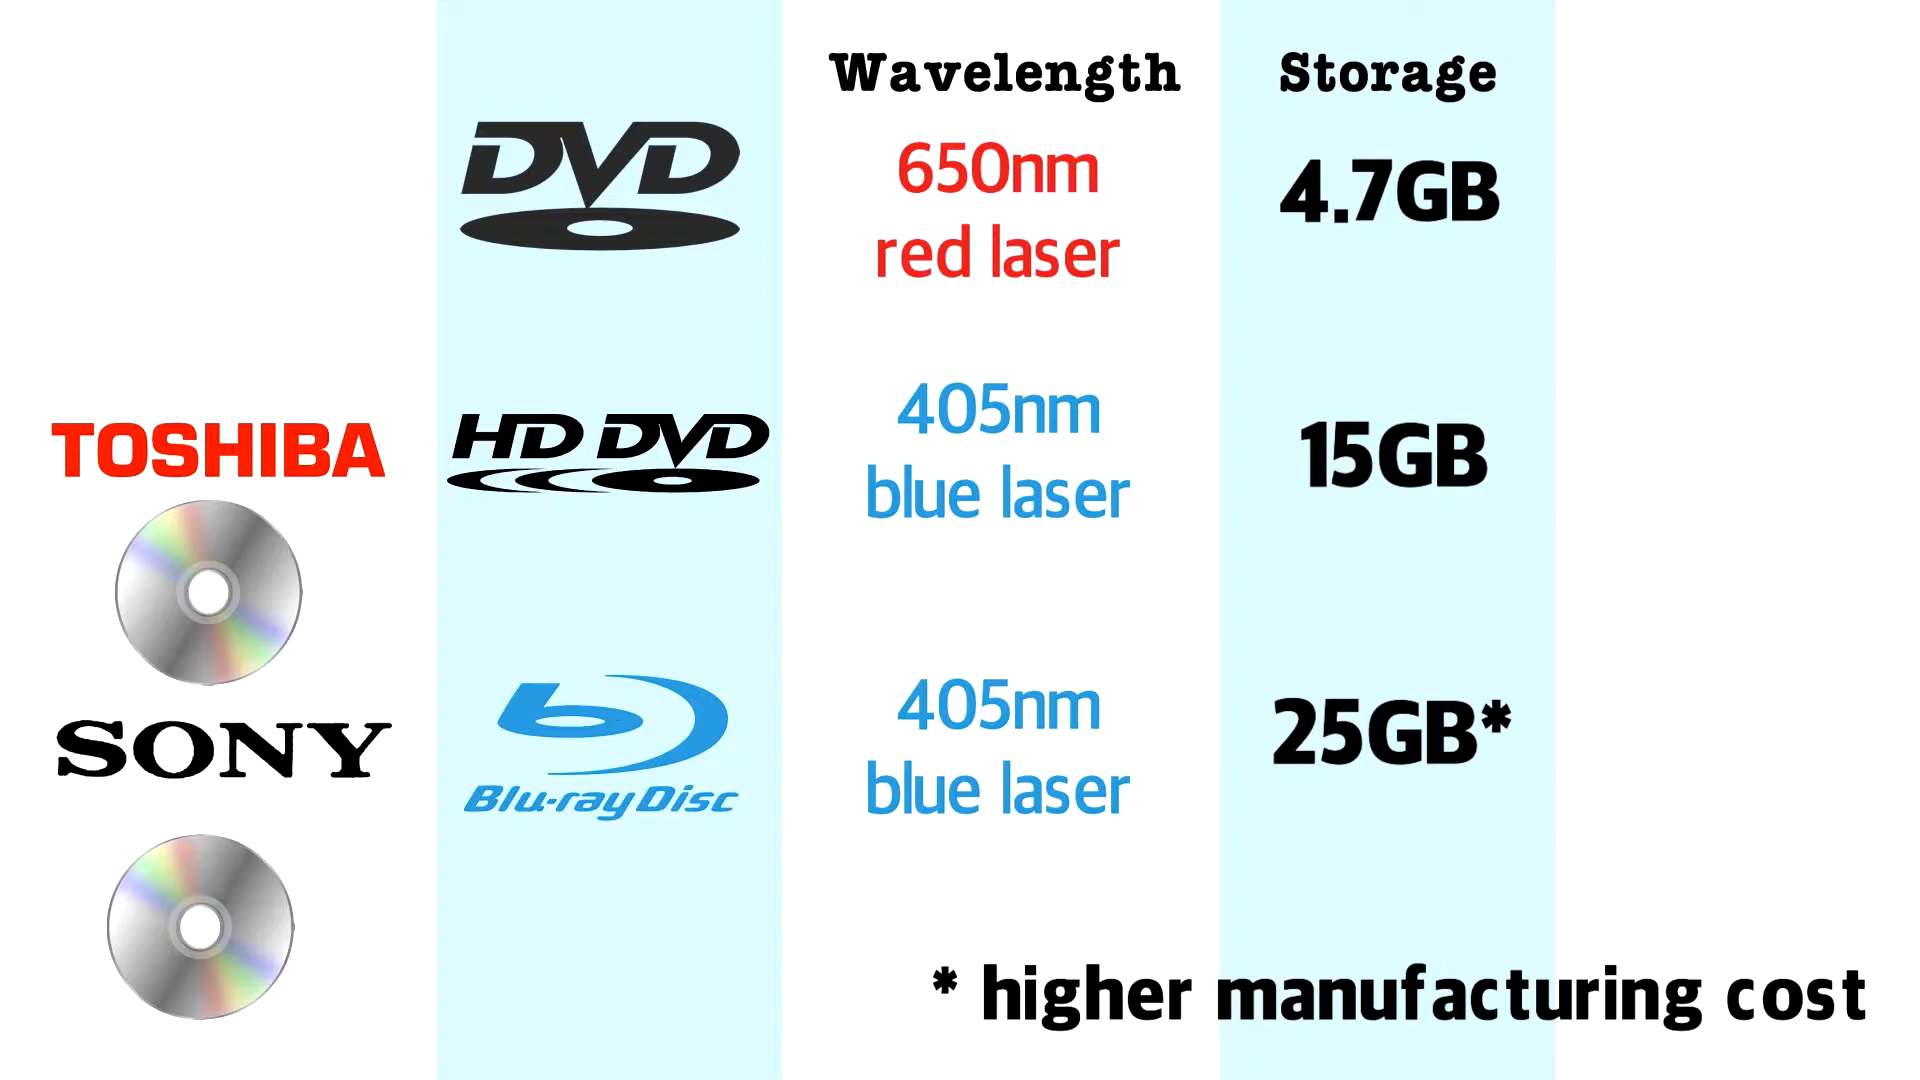 Wavelength Storage
DVD
650nm
red laser
4.7GB
TOSHIBA
HD DVD
405nm
blue laser
15GB
SONY
Blu-ray Disc
405nm
blue laser
25GB*
* higher manufacturing cost